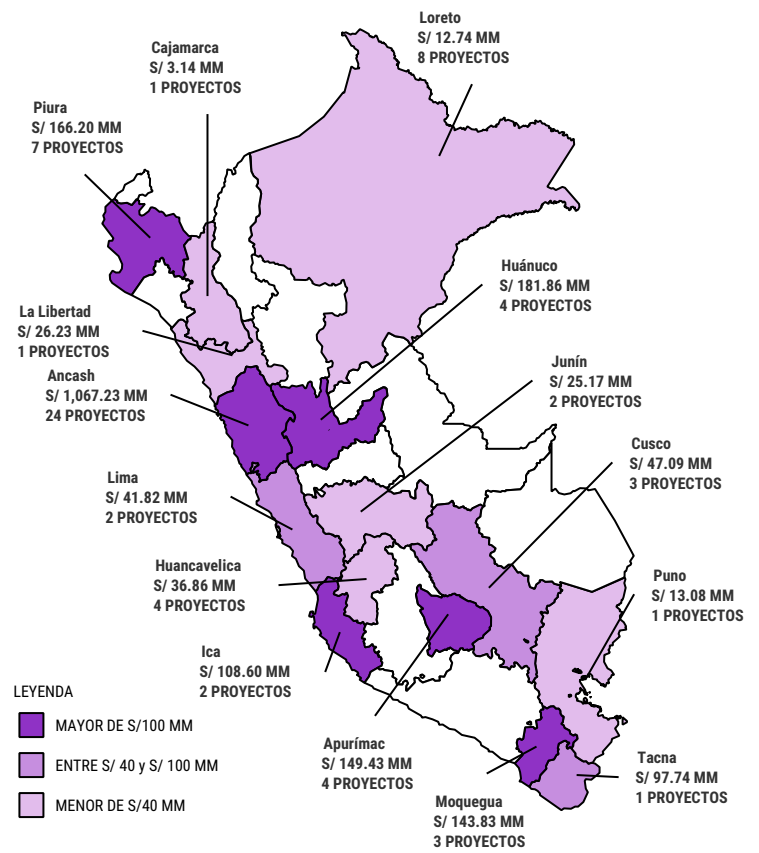 Loreto
S/ 12.74 MM
8 PROYECTOS
Cajamarca
S/ 3.14 MM
1 PROYECTOS
Piura
S/ 166.20 MM
7 PROYECTOS
Huánuco
S/ 181.86 MM
4 PROYECTOS
La Libertad
S/ 26.23 MM
1 PROYECTOS
Ancash
S/ 1,067.23 MM
24 PROYECTOS
Junín
S/ 25.17 MM
2 PROYECTOS
Cusco
S/ 47.09 MM
3 PROYECTOS
Lima
S/ 41.82 MM
2 PROYECTOS
Huancavelica
S/ 36.86 MM
4 PROYECTOS
Puno
S/ 13.08 MM
1 PROYECTOS
Ica
S/ 108.60 MM
2 PROYECTOS
LEYENDA
MAYOR DE S/100 MM
ENTRE S/ 40 y S/ 100 MM
MENOR DE S/40 MM
Apurímac
S/ 149.43 MM
4 PROYECTOS
Tacna
S/ 97.74 MM
1 PROYECTOS
Moquegua
S/ 143.83 MM
3 PROYECTOS